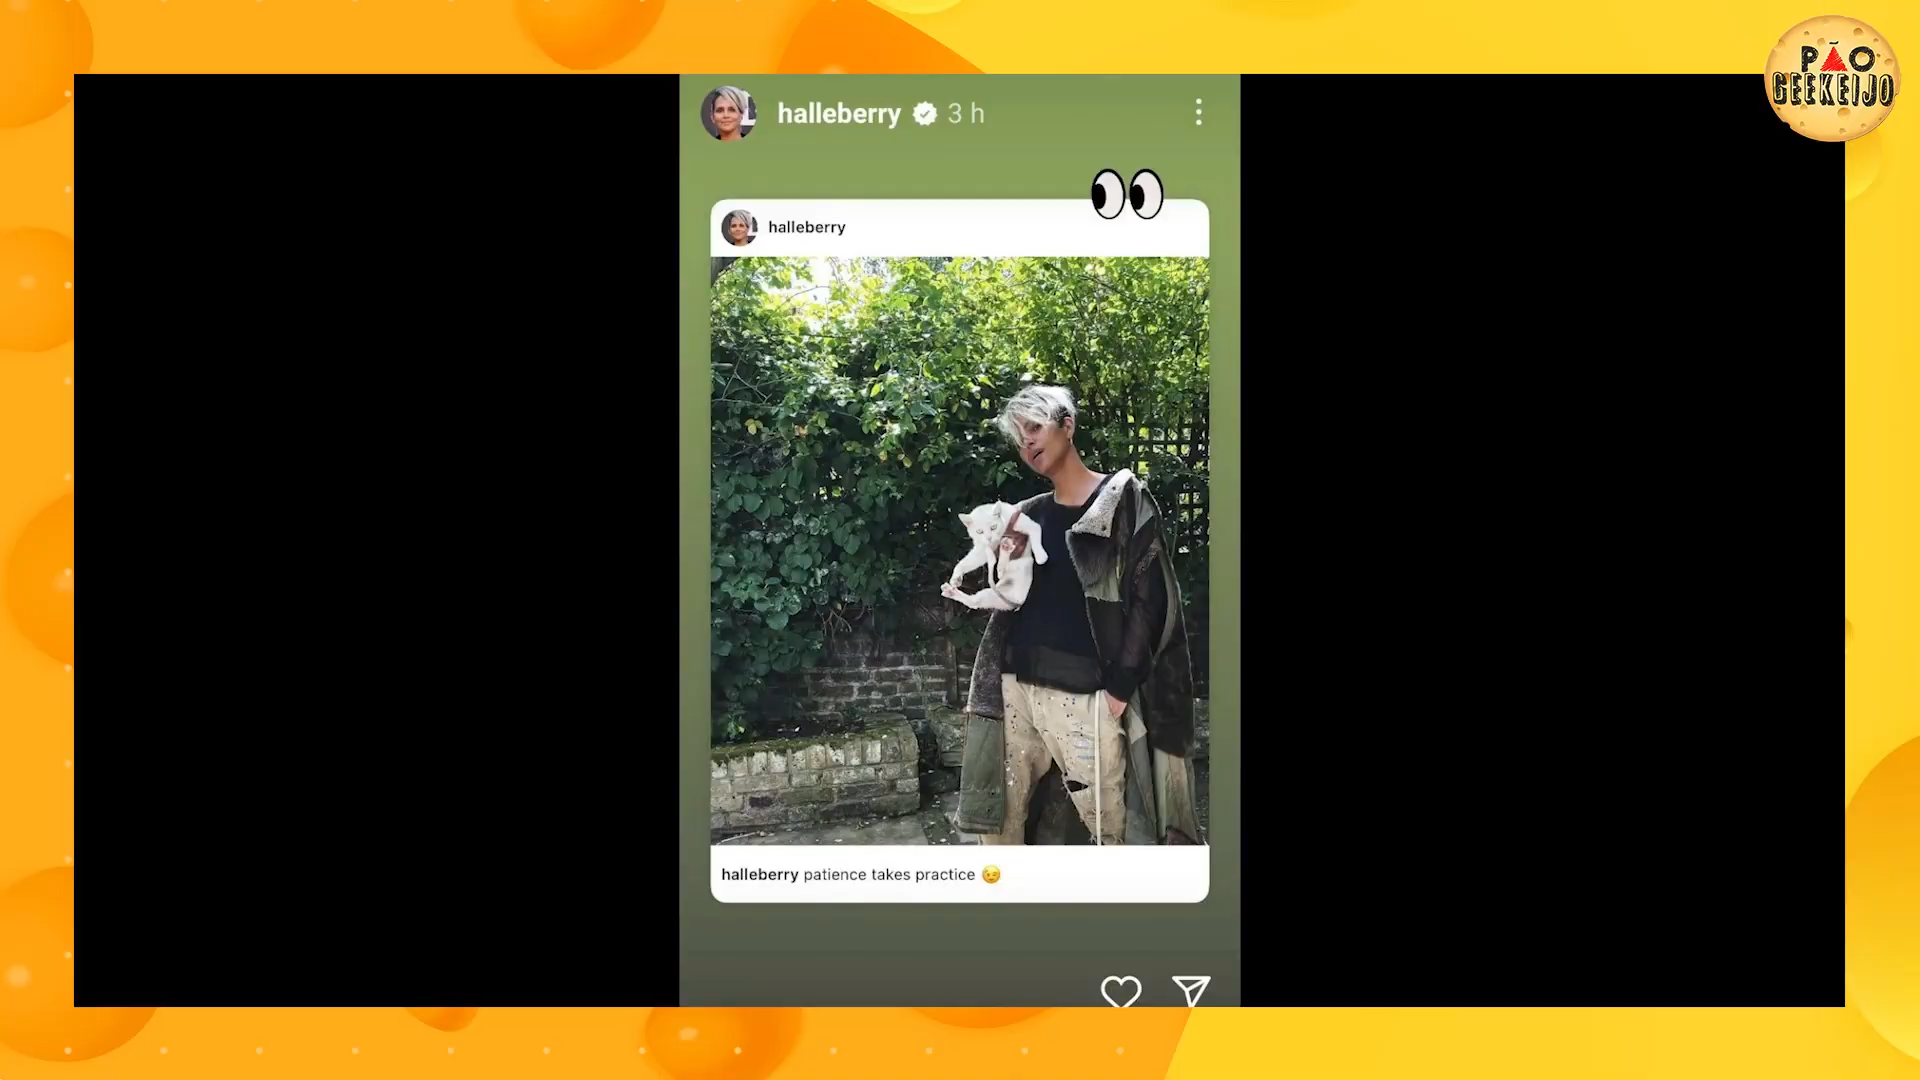 PÃO
GEEKEIJO
halleberry 3 h
halleberry
halleberry patience takes practice 😉